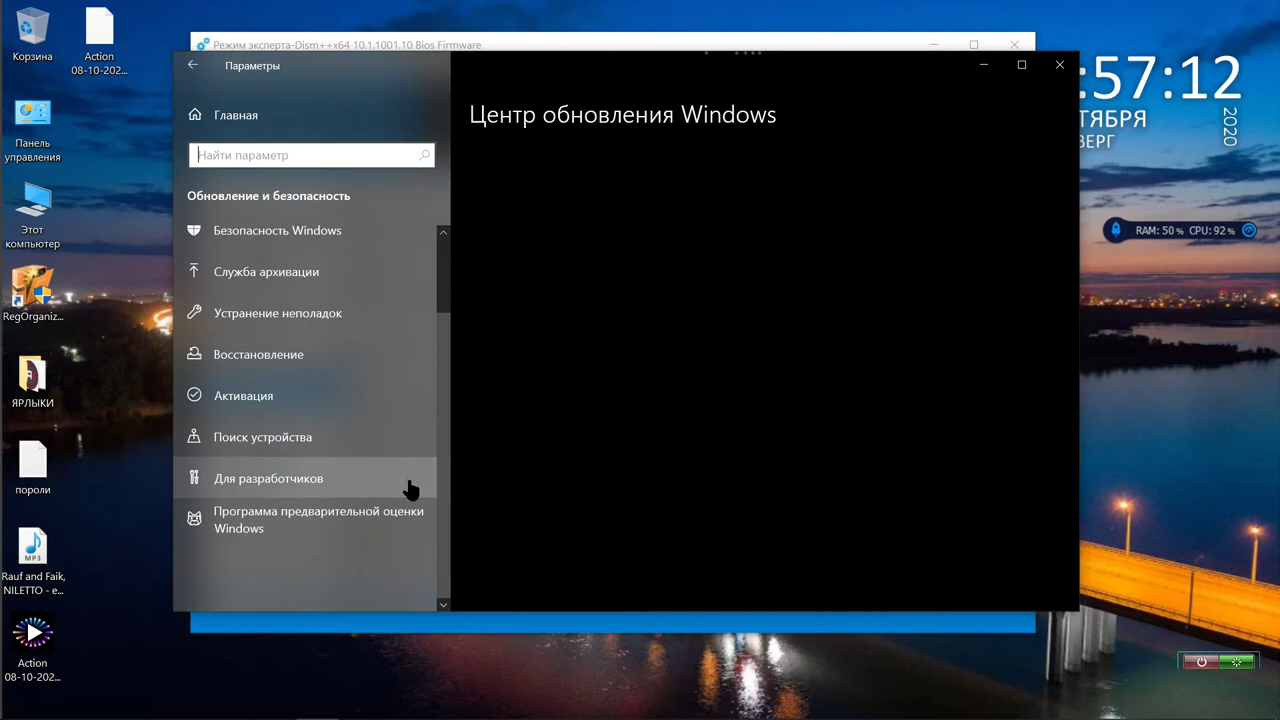 Корзина
Action
08-10-202...
Панель
управления
Этот
компьютер
RegOrganiz...
ЯРЛЫКИ
пороли
MP3
Rauf and Faik,
NILETTO - е...
Action
08-10-202...
Режим эксперта-Dism++x64 10.1.1001.10 Bios Firmware
Параметры
Главная
Найти параметр
Обновление и безопасность
Безопасность Windows
Служба архивации
Устранение неполадок
Восстановление
Активация
Поиск устройства
Для разработчиков
Программа предварительной оценки
Windows
Центр обновления Windows
:57:12
ТЯБРЯ
ВЕРГ
2020
RAM: 50 % CPU: 92 %